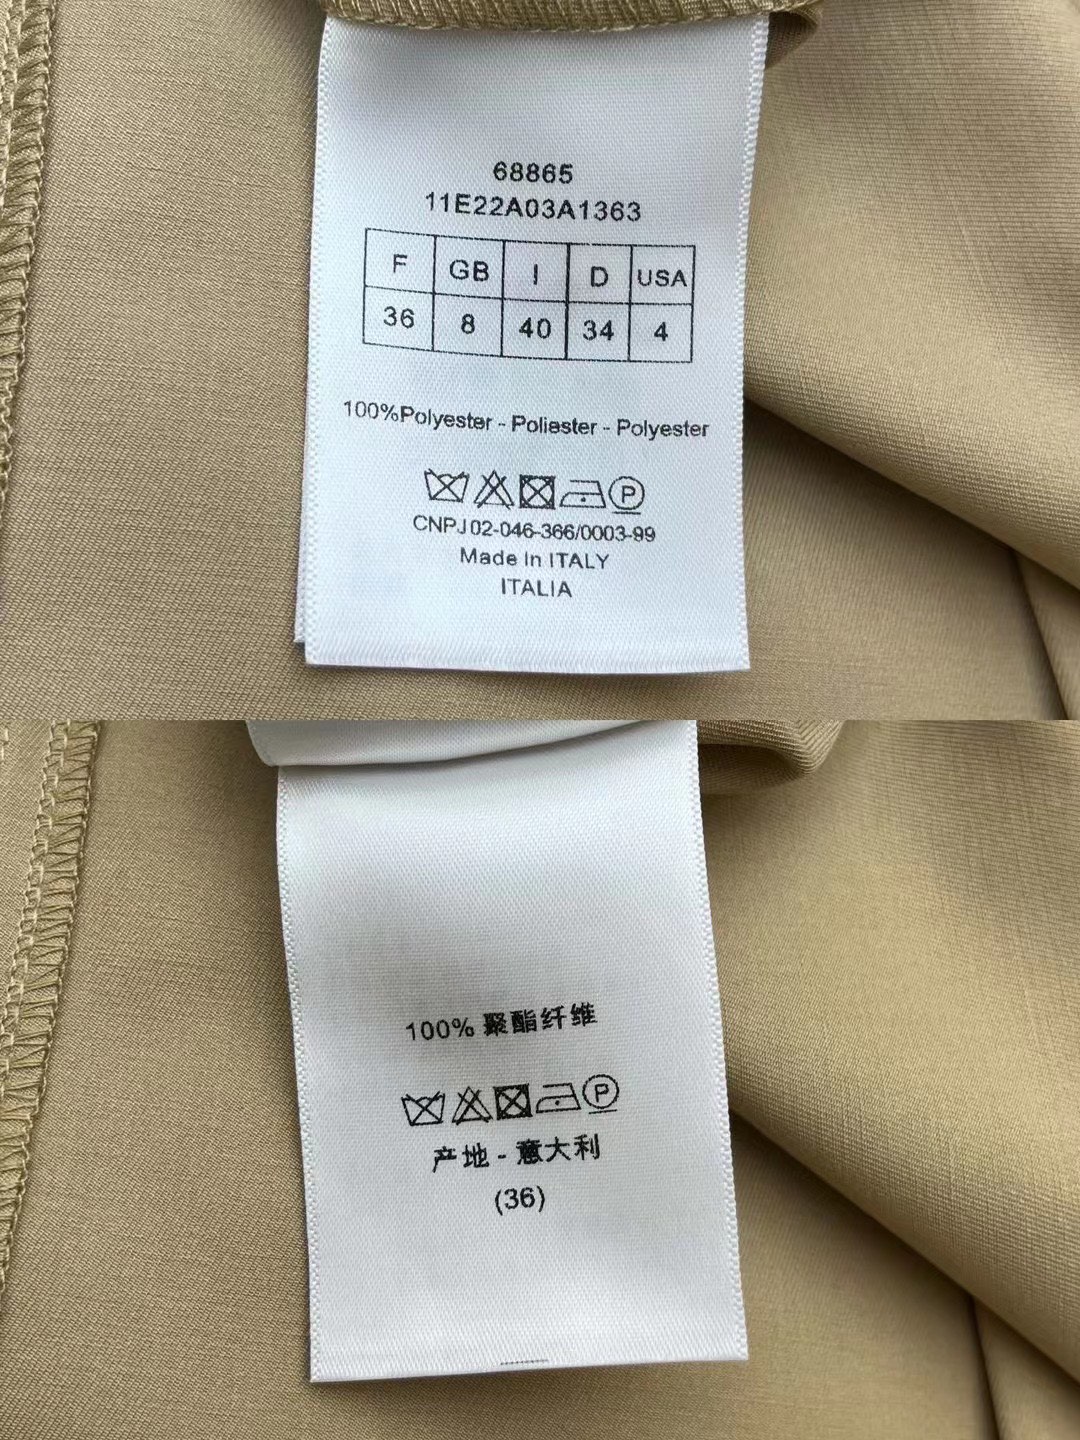 68865
11E22A03A1363
F GB I D USA
36 8 40 34 4
100%Polyester - Poliester - Polyester
P
CNPJ 02-046-366/0003-99
Made In ITALY
ITALIA
100% 聚酯纤维
P
产地 - 意大利
(36)